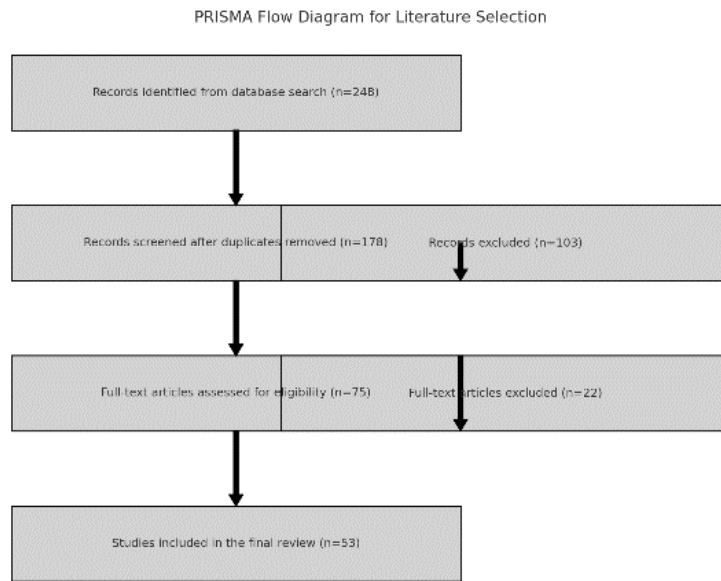 PRISMA Flow Diagram for Literature Selection
Records identified from database search (n=248)
Records screened after duplicates removed (n=178)
Records excluded (n=103)
Full-text articles assessed for eligibility (n=75)
Full-text articles excluded (n=22)
Studies included in the final review (n=53)